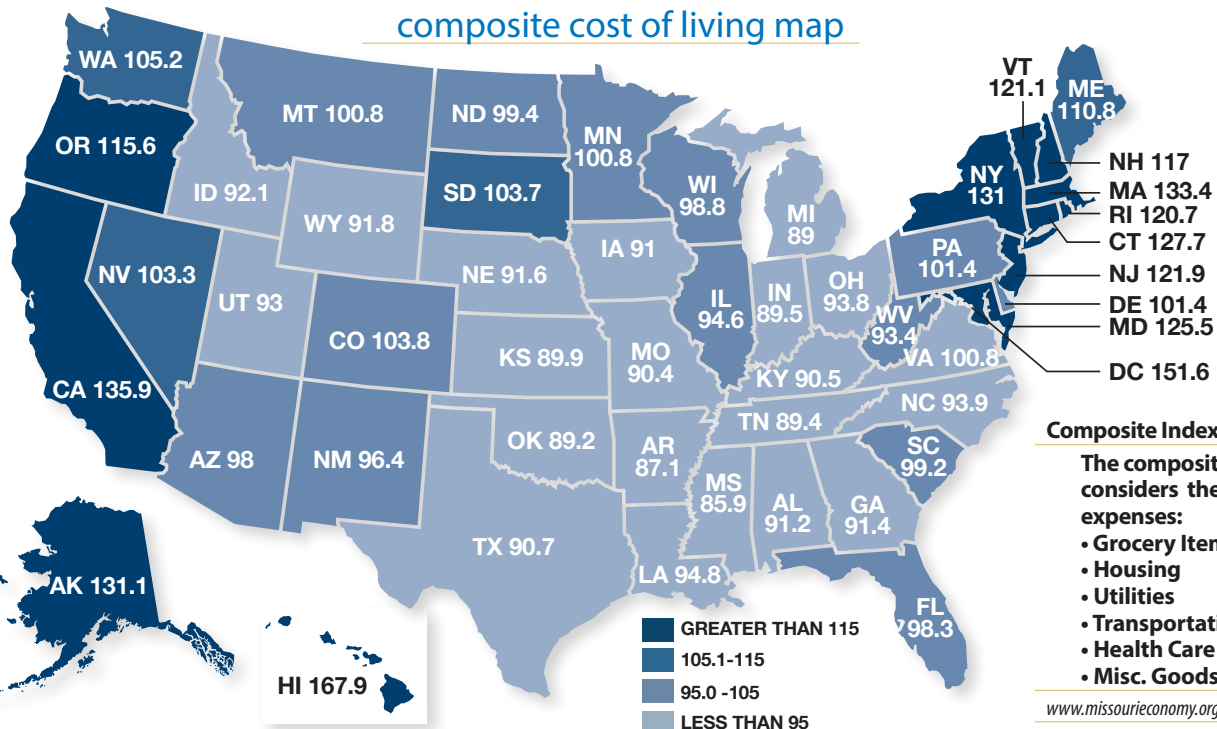 composite cost of living map
WA 105.2
OR 115.6
CA 135.9
NV 103.3
ID 92.1
MT 100.8
WY 91.8
UT 93
CO 103.8
AZ 98
NM 96.4
ND 99.4
SD 103.7
NE 91.6
KS 89.9
OK 89.2
TX 90.7
MN
100.8
IA 91
MO
90.4
AR
87.1
LA 94.8
WI
98.8
IL
94.6
MI
89
IN
89.5
OH
93.8
KY 90.5
TN 89.4
MS
85.9
AL
91.2
GA
91.4
FL
98.3
SC
99.2
NC 93.9
VA 100.8
WV
93.4
PA
101.4
NY
131
VT
121.1
ME
110.8
NH 117
MA 133.4
RI 120.7
CT 127.7
NJ 121.9
DE 101.4
MD 125.5
DC 151.6
AK 131.1
HI 167.9
GREATER THAN 115
105.1-115
95.0 -105
LESS THAN 95
Composite Index
The composit
considers the
expenses:
• Grocery Iten
• Housing
• Utilities
• Transportati
• Health Care
• Misc. Goods
www.missourieconomy.org